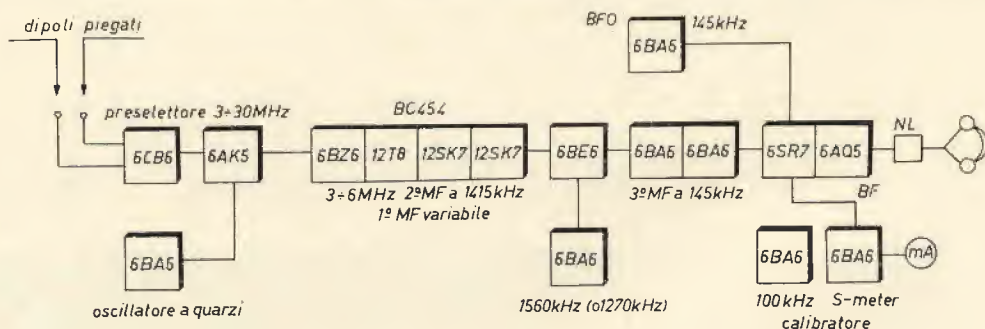 dipoli piegati
preselettore 3÷30MHz
6CB6
6AK5
6BA6
oscillatore a quarzi
BC454
6BZ6
12T8
12SK7
12SK7
3÷6MHz 2ªMF a 1415kHz
1ª MF variabile
6BE6
6BA6
1560kHz (o1270kHz)
6BA6
6BA6
3ªMF a 145kHz
BFO
6BA6
145kHz
6SR7
6AQ5
BF
NL
6BA6
100kHz
calibratore
6BA6
S-meter
mA